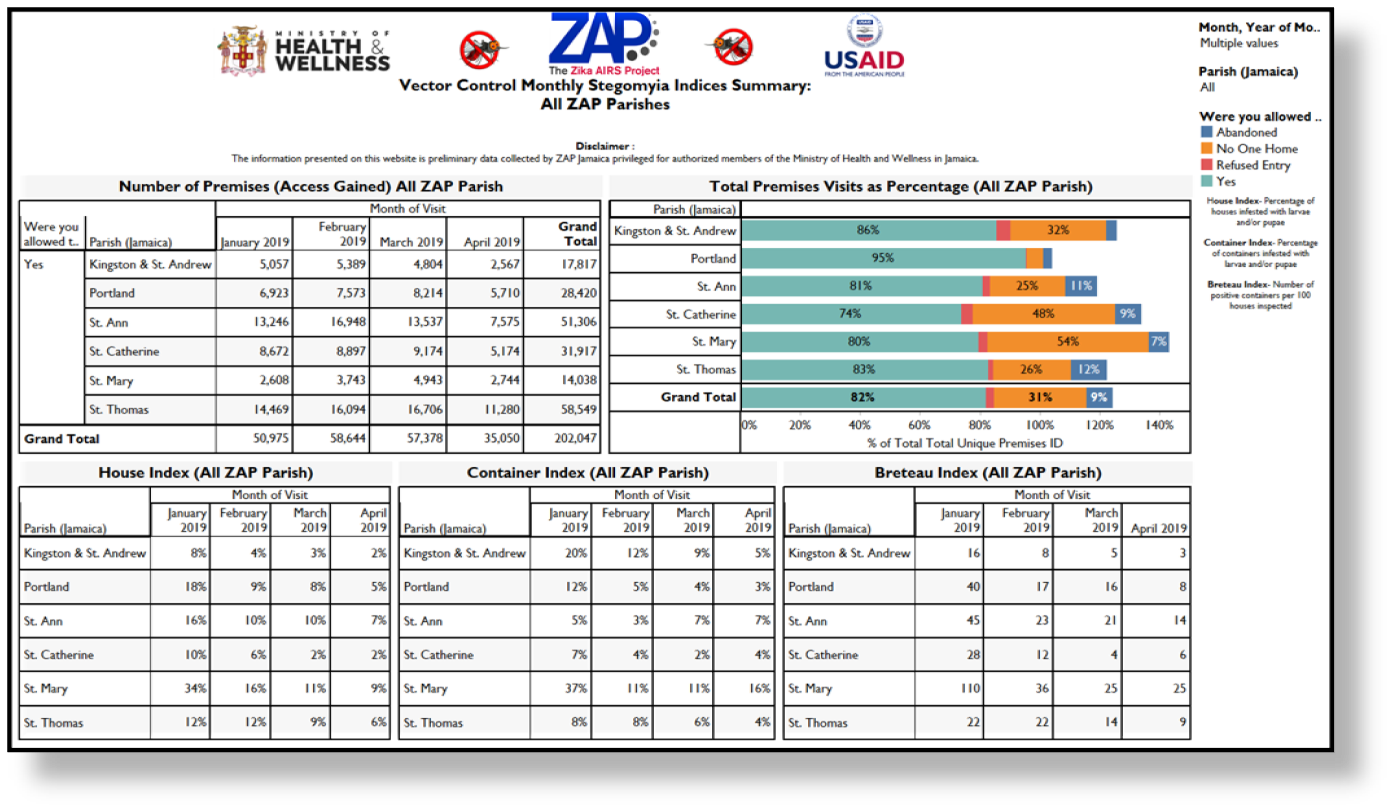 MINISTRY OF
HEALTH &
WELLNESS
ZAP
The Zika AIRS Project
USAID
USAID
FROM THE AMERICAN PEOPLE
Vector Control Monthly Stegomyia Indices Summary:
All ZAP Parishes
Disclaimer :
The information presented on this website is preliminary data collected by ZAP Jamaica privileged for authorized members of the Ministry of Health and Wellness in Jamaica.
Month, Year of Mo..
Multiple values
Parish (Jamaica)
All
Were you allowed ..
Abandoned
No One Home
Refused Entry
Yes
House Index- Percentage of
houses infested with larvae
and/or pupae
Container Index- Percentage
of containers infested with
larvae and/or pupae
Breteau Index- Number of
positive containers per 100
houses inspected
Number of Premises (Access Gained) All ZAP Parish
Month of Visit
Were you allowed t.. Parish (Jamaica) January 2019 February 2019 March 2019 April 2019 Grand Total
Yes Kingston & St. Andrew 5,057 5,389 4,804 2,567 17,817
Portland 6,923 7,573 8,214 5,710 28,420
St. Ann 13,246 16,948 13,537 7,575 51,306
St. Catherine 8,672 8,897 9,174 5,174 31,917
St. Mary 2,608 3,743 4,943 2,744 14,038
St. Thomas 14,469 16,094 16,706 11,280 58,549
Grand Total 50,975 58,644 57,378 35,050 202,047
Total Premises Visits as Percentage (All ZAP Parish)
Parish (Jamaica)
Kingston & St. Andrew 86% 32%
Portland 95%
St. Ann 81% 25% 11%
St. Catherine 74% 48% 9%
St. Mary 80% 54% 7%
St. Thomas 83% 26% 12%
Grand Total 82% 31% 9%
0% 20% 40% 60% 80% 100% 120% 140%
% of Total Total Unique Premises ID
House Index (All ZAP Parish)
Month of Visit
Parish (Jamaica) January 2019 February 2019 March 2019 April 2019
Kingston & St. Andrew 8% 4% 3% 2%
Portland 18% 9% 8% 5%
St. Ann 16% 10% 10% 7%
St. Catherine 10% 6% 2% 2%
St. Mary 34% 16% 11% 9%
St. Thomas 12% 12% 9% 6%
Container Index (All ZAP Parish)
Month of Visit
Parish (Jamaica) January 2019 February 2019 March 2019 April 2019
Kingston & St. Andrew 20% 12% 9% 5%
Portland 12% 5% 4% 3%
St. Ann 5% 3% 7% 7%
St. Catherine 7% 4% 2% 4%
St. Mary 37% 11% 11% 16%
St. Thomas 8% 8% 6% 4%
Breteau Index (All ZAP Parish)
Month of Visit
Parish (Jamaica) January 2019 February 2019 March 2019 April 2019
Kingston & St. Andrew 16 8 5 3
Portland 40 17 16 8
St. Ann 45 23 21 14
St. Catherine 28 12 4 6
St. Mary 110 36 25 25
St. Thomas 22 22 14 9